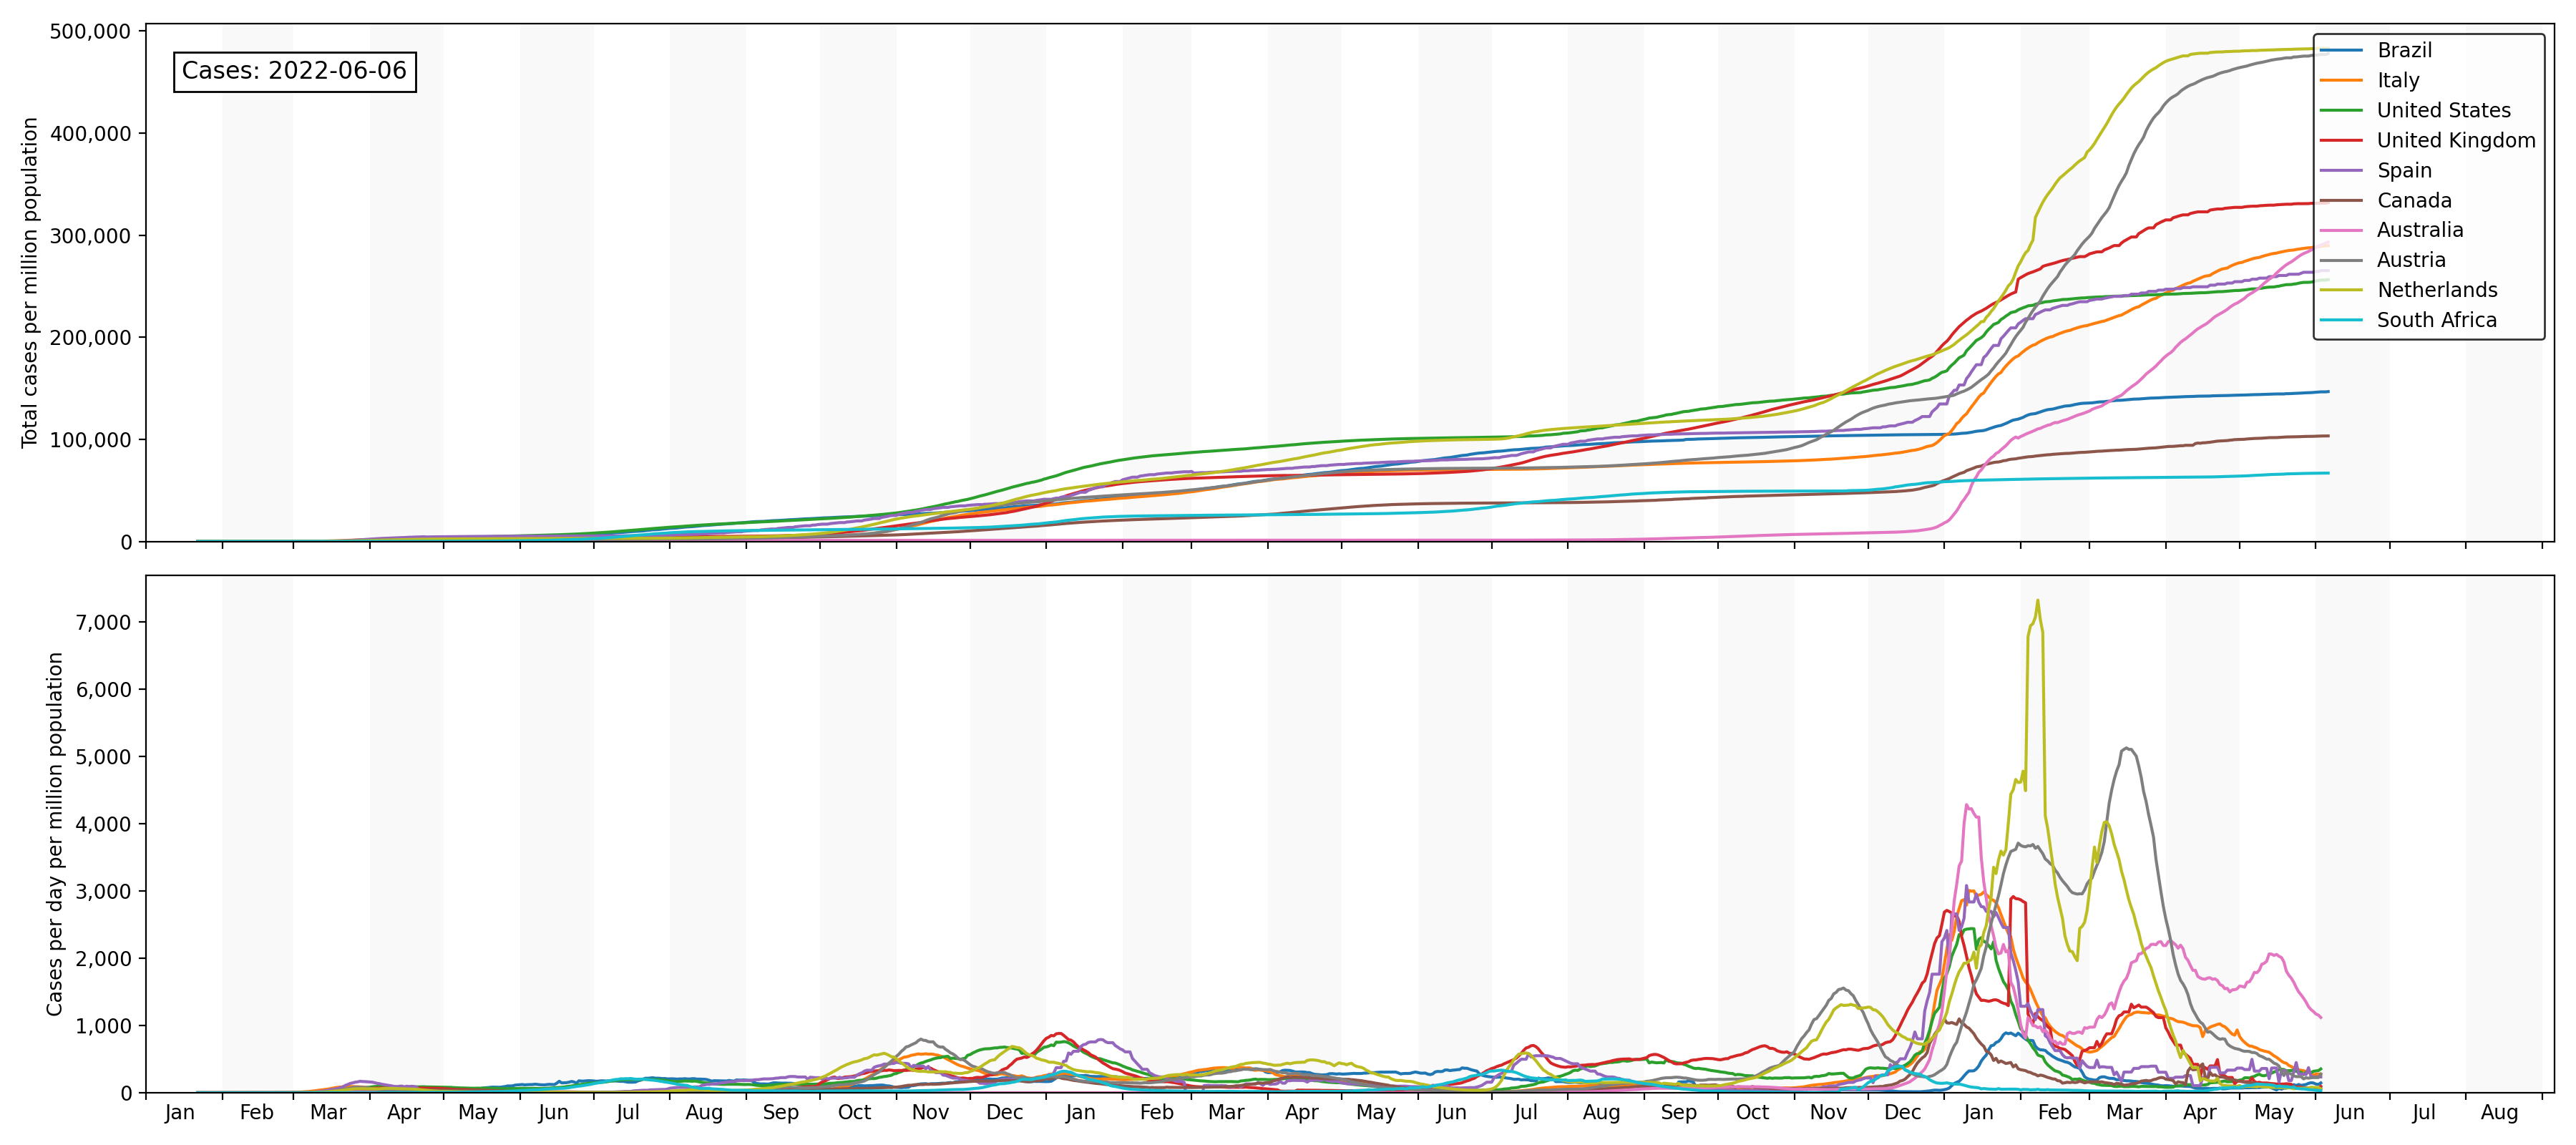 500,000
400,000
300,000
200,000
100,000
0
Total cases per million population
Cases: 2022-06-06
Brazil
Italy
United States
United Kingdom
Spain
Canada
Australia
Austria
Netherlands
South Africa
7,000
6,000
5,000
4,000
3,000
2,000
1,000
0
Cases per day per million population
Jan Feb Mar Apr May Jun Jul Aug Sep Oct Nov Dec Jan Feb Mar Apr May Jun Jul Aug Sep Oct Nov Dec Jan Feb Mar Apr May Jun Jul Aug